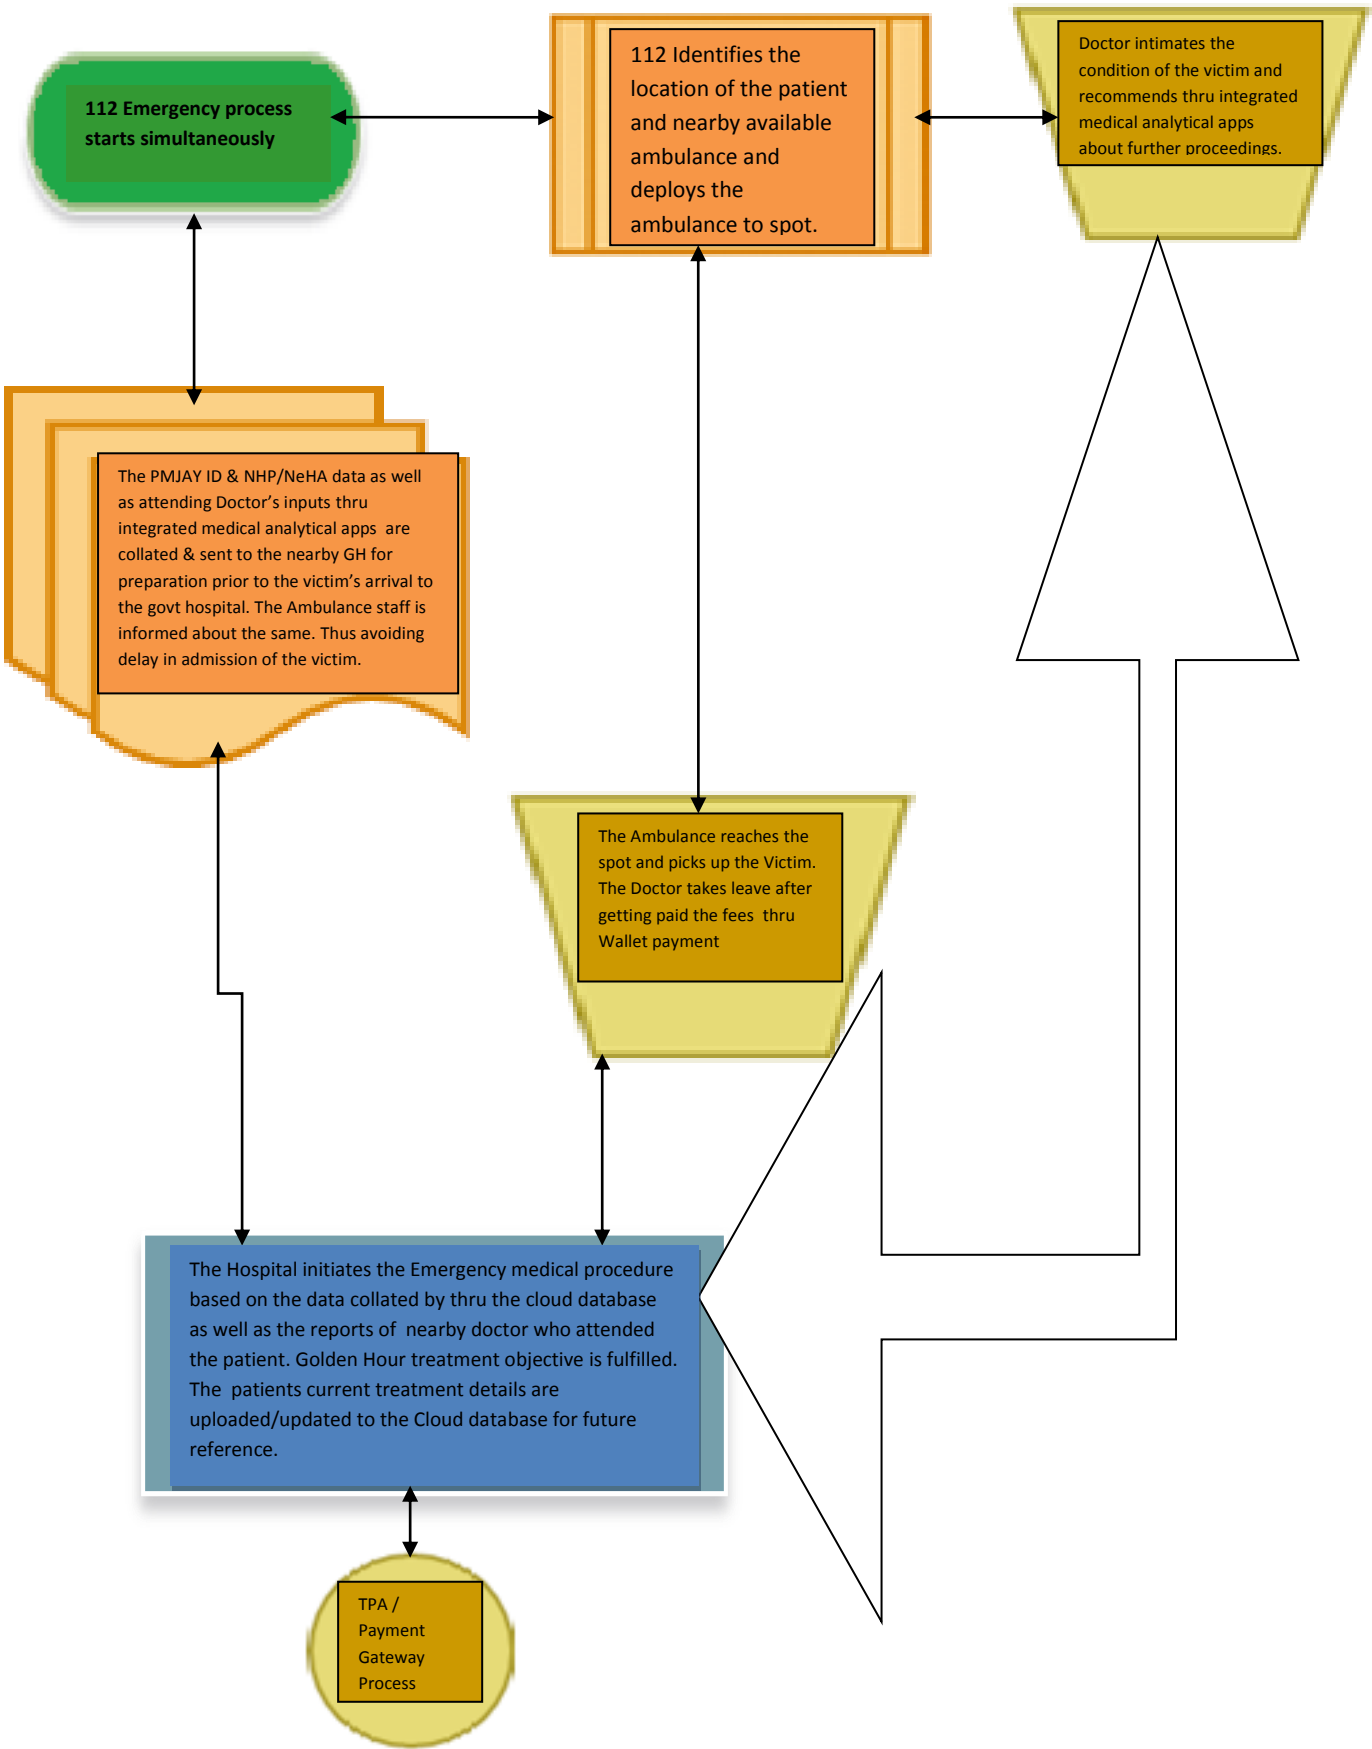 112 Emergency process
starts simultaneously
112 Identifies the
location of the patient
and nearby available
ambulance and
deploys the
ambulance to spot.
Doctor intimates the
condition of the victim and
recommends thru integrated
medical analytical apps
about further proceedings.
The PMJAY ID & NHP/NeHA data as well
as attending Doctor’s inputs thru
integrated medical analytical apps  are
collated & sent to the nearby GH for
preparation prior to the victim’s arrival to
the govt hospital. The Ambulance staff is
informed about the same. Thus avoiding
delay in admission of the victim.
The Ambulance reaches the
spot and picks up the Victim.
The Doctor takes leave after
getting paid the fees  thru
Wallet payment
The Hospital initiates the Emergency medical procedure
based on the data collated by thru the cloud database
as well as the reports of  nearby doctor who attended
the patient. Golden Hour treatment objective is fulfilled.
The  patients current treatment details are
uploaded/updated to the Cloud database for future
reference.
TPA /
Payment
Gateway
Process